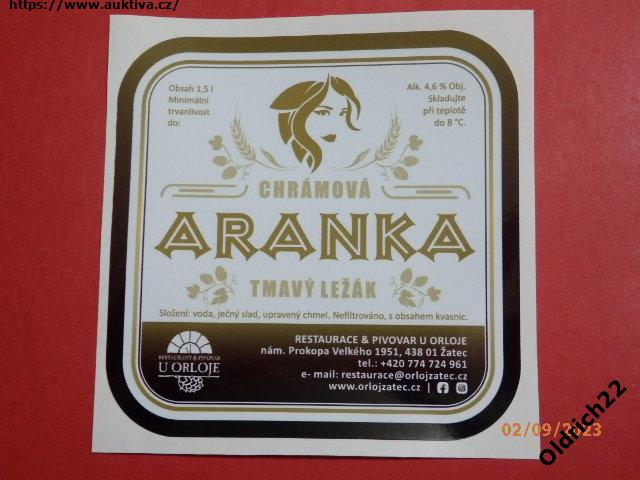 https://www.auktiva.cz/
Obsah 1,5 l
Minimální
trvanlivost
do:
Alk. 4,6 % Obj.
Skladujte
při teplotě
do 8 °C.
CHRÁMOVÁ
ARANKA
TMAVÝ LEŽÁK
Složení: voda, ječný slad, upravený chmel. Nefiltrováno, s obsahem kvasnic.
RESTAURANT & PIVOVAR
U ORLOJE
RESTAURACE & PIVOVAR U ORLOJE
nám. Prokopa Velkého 1951, 438 01 Žatec
tel.: +420 774 724 961
e- mail: restaurace@orlojzatec.cz
www.orlojzatec.cz |
02/09/2023
Oldrich22